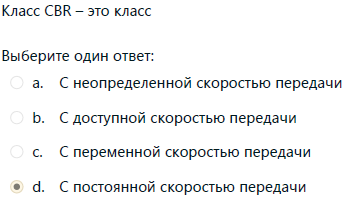 Класс CBR – это класс
Выберите один ответ:
a. С неопределенной скоростью передачи
b. С доступной скоростью передачи
c. С переменной скоростью передачи
d. С постоянной скоростью передачи